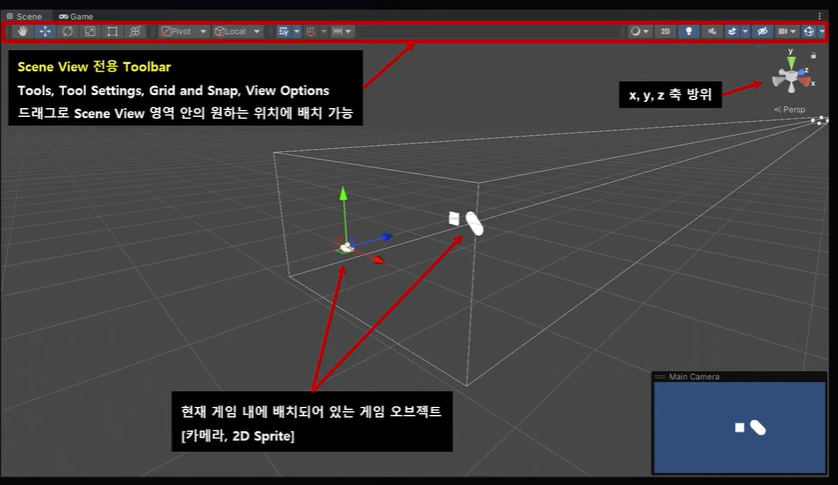 Scene
Game
Pivot
Local
2D
Scene View 전용 Toolbar
Tools, Tool Settings, Grid and Snap, View Options
드래그로 Scene View 영역 안의 원하는 위치에 배치 가능
x, y, z 축 방위
y
z
x
Persp
현재 게임 내에 배치되어 있는 게임 오브젝트
[카메라, 2D Sprite]
Main Camera